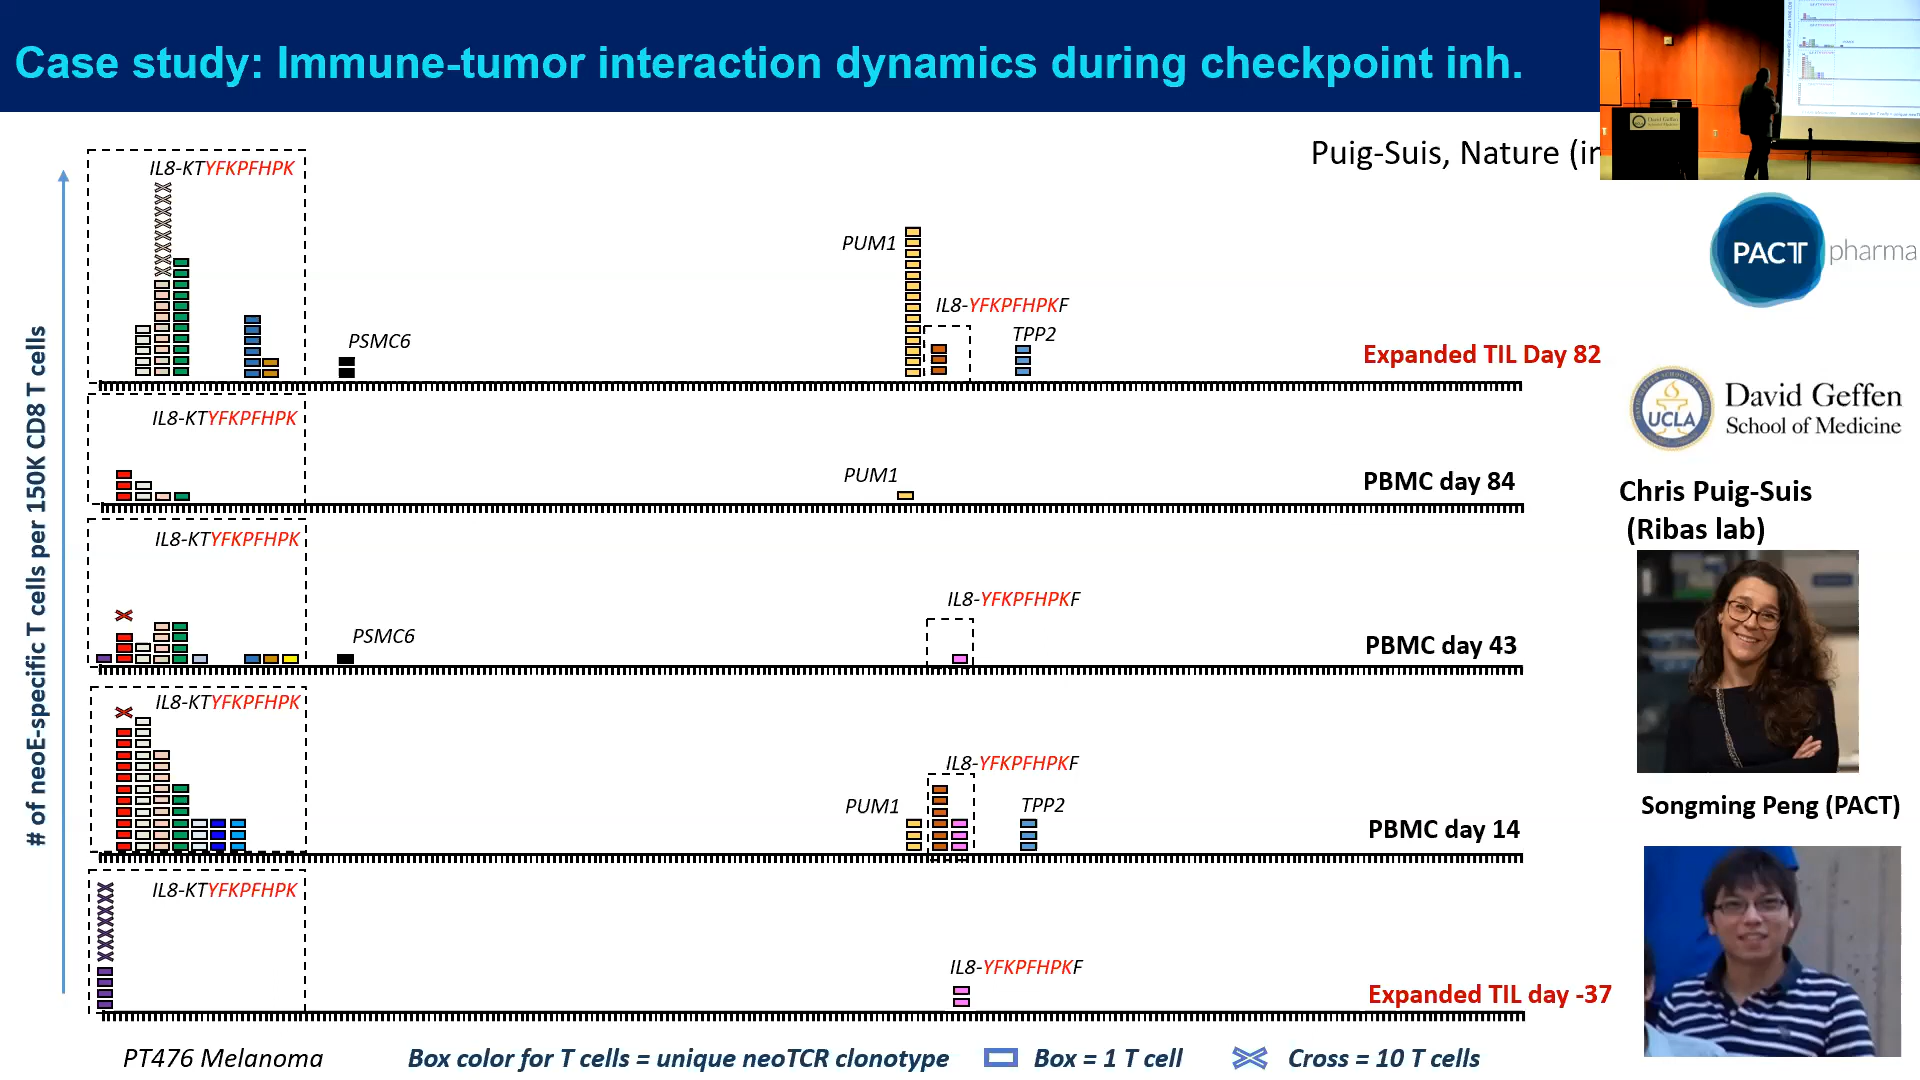 Case study: Immune-tumor interaction dynamics during checkpoint inh.
Puig-Suis, Nature (in
# of neoE-specific T cells per 150K CD8 T cells
IL8-KTYFKPFHPK
PSMC6
PUM1
IL8-YFKPFHPKF
TPP2
Expanded TIL Day 82
IL8-KTYFKPFHPK
PUM1
PBMC day 84
IL8-KTYFKPFHPK
PSMC6
IL8-YFKPFHPKF
PBMC day 43
IL8-KTYFKPFHPK
PUM1
IL8-YFKPFHPKF
TPP2
PBMC day 14
IL8-KTYFKPFHPK
IL8-YFKPFHPKF
Expanded TIL day -37
PT476 Melanoma
Box color for T cells = unique neoTCR clonotype
Box = 1 T cell
Cross = 10 T cells
PACT pharma
UCLA
David Geffen
School of Medicine
Chris Puig-Suis
(Ribas lab)
Songming Peng (PACT)
David Geffen